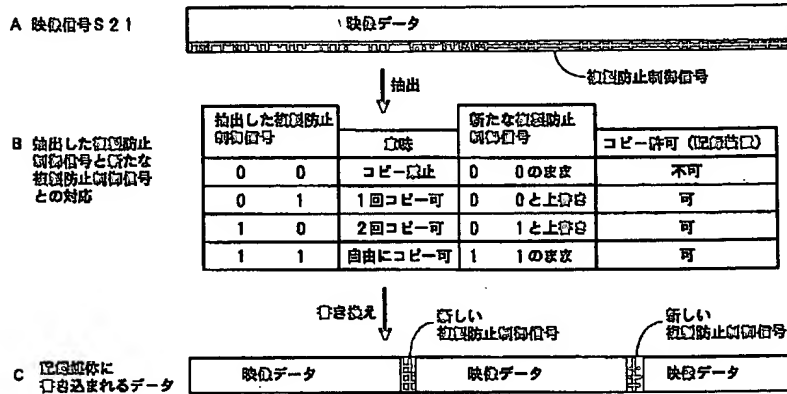 A 映像信号S21
映像データ
複製防止制御信号
抽出
B 抽出した複製防止
制御信号と新たな
複製防止制御信号
との対応
抽出した複製防止
制御信号
意味
新たな複製防止
制御信号
コピー許可(記録装置)
0 0 コピー禁止 0 0のまま 不可
0 1 1回コピー可 0 0と上書き 可
1 0 2回コピー可 0 1と上書き 可
1 1 自由にコピー可 1 1のまま 可
書き換え
新しい
複製防止制御信号
新しい
複製防止制御信号
C 記録媒体に
書き込まれるデータ
映像データ 映像データ 映像データ